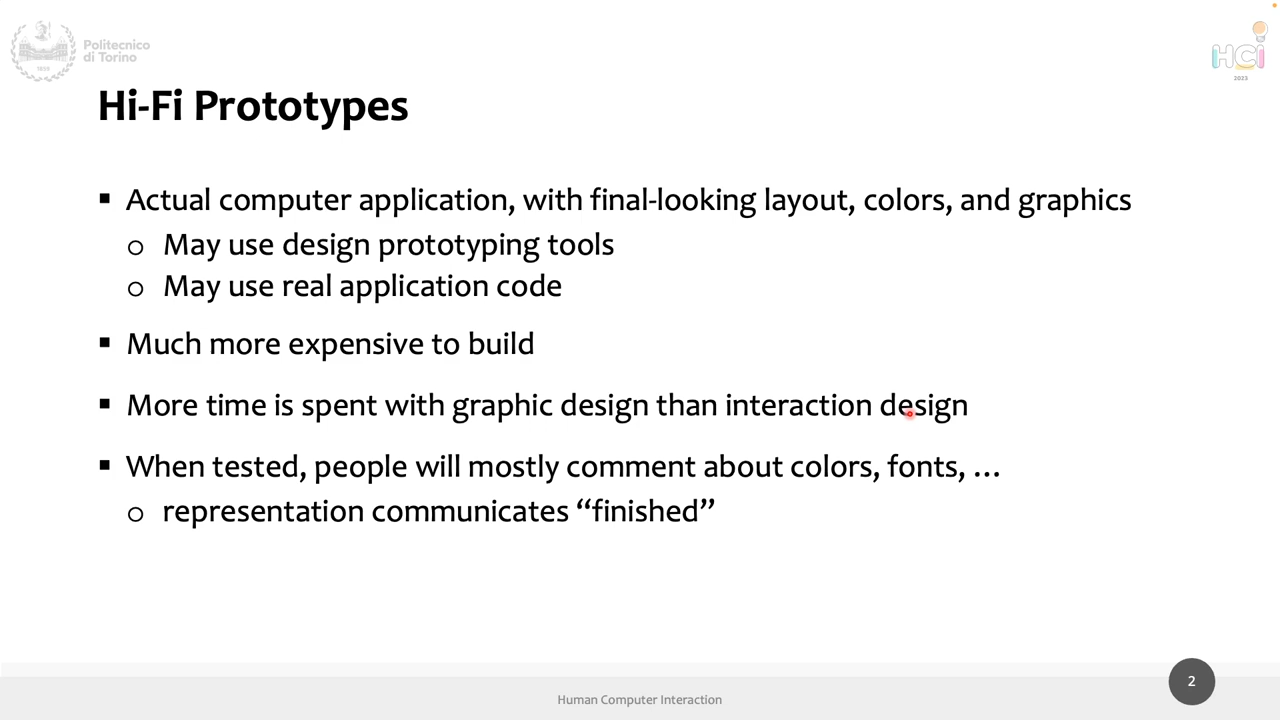 Politecnico
di Torino
1859
HCI
2023
Hi-Fi Prototypes
▪ Actual computer application, with final-looking layout, colors, and graphics
o May use design prototyping tools
o May use real application code
▪ Much more expensive to build
▪ More time is spent with graphic design than interaction design
▪ When tested, people will mostly comment about colors, fonts, …
o representation communicates “finished”
Human Computer Interaction
2